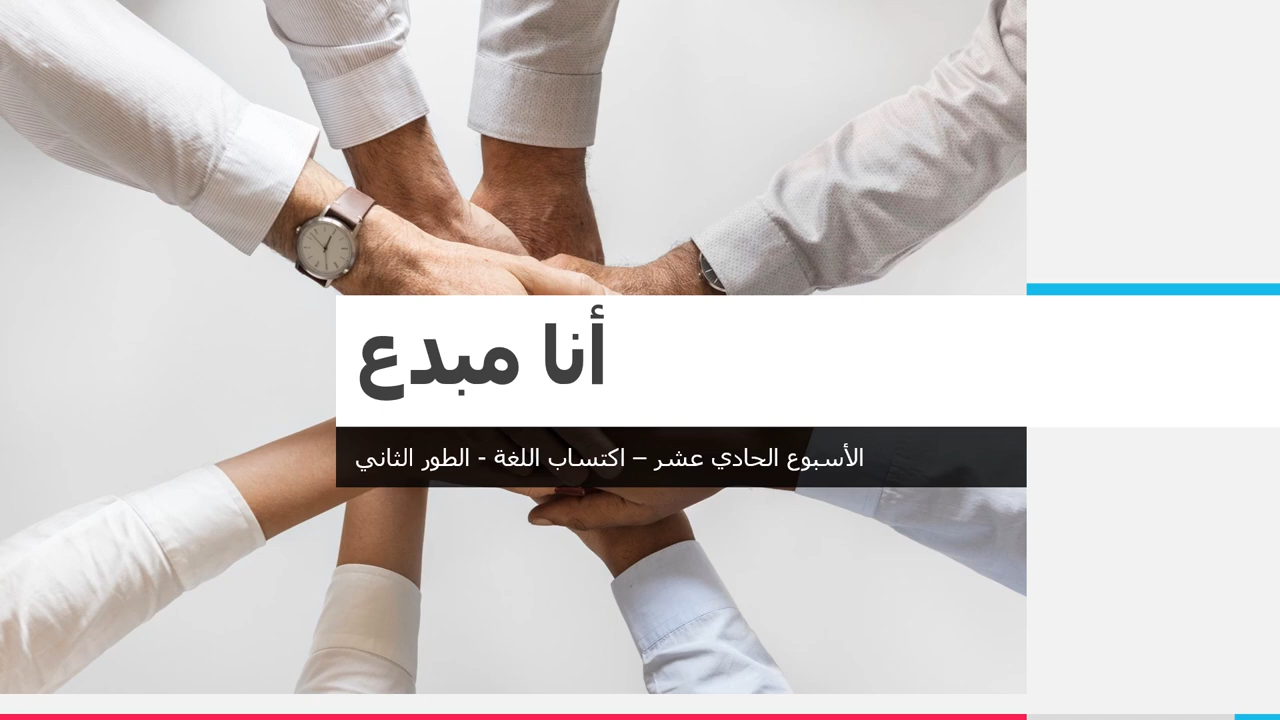 أنا مبدع
الأسبوع الحادي عشر – اكتساب اللغة - الطور الثاني